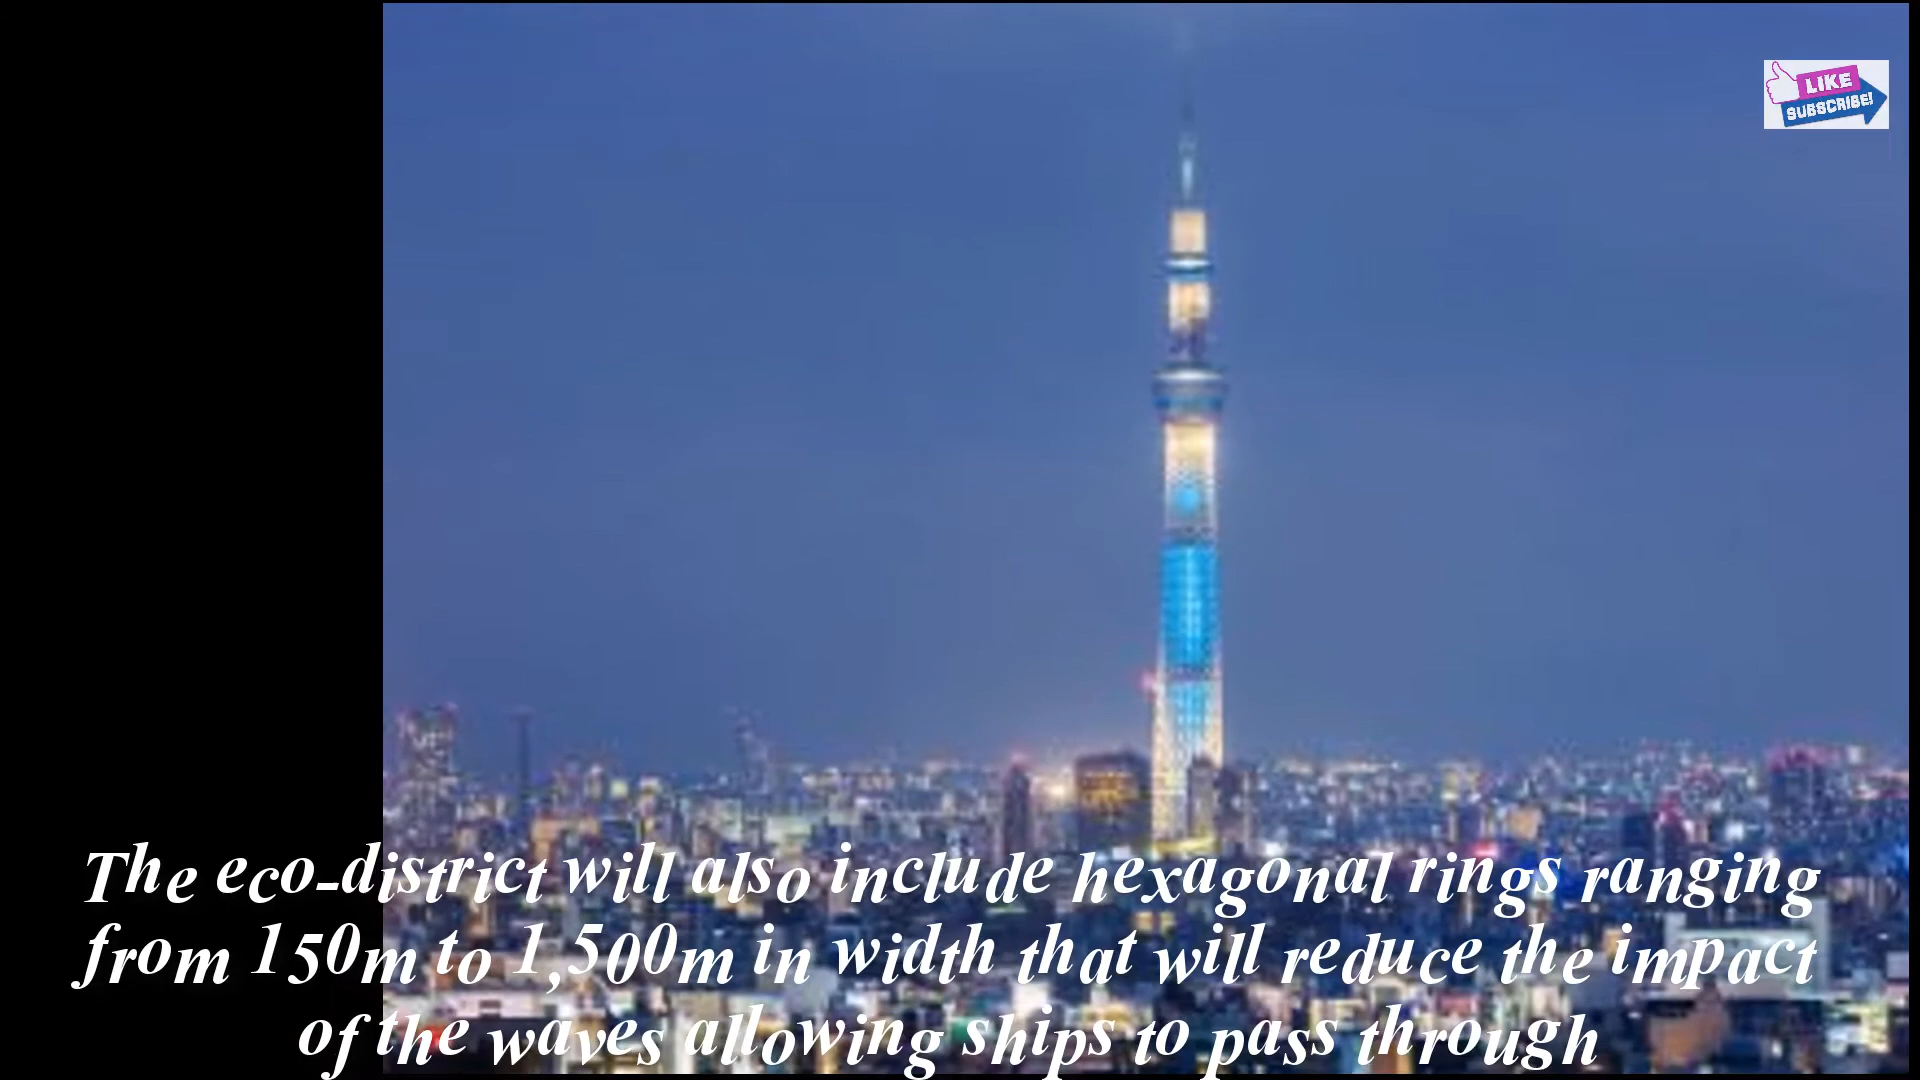 LIKE
SUBSCRIBE!
The eco-district will also include hexagonal rings ranging
from 150m to 1,500m in width that will reduce the impact
of the waves allowing ships to pass through